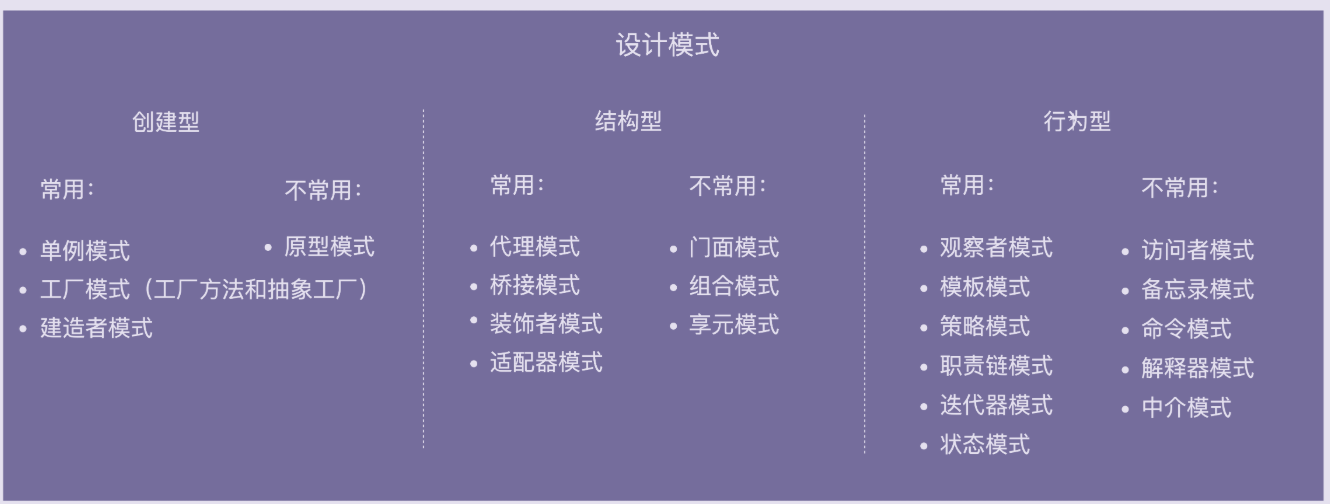 设计模式
创建型
常用：
不常用：
• 单例模式
• 工厂模式（工厂方法和抽象工厂）
• 建造者模式
• 原型模式
结构型
常用：
不常用：
• 代理模式
• 桥接模式
• 装饰者模式
• 适配器模式
• 门面模式
• 组合模式
• 享元模式
行为型
常用：
不常用：
• 观察者模式
• 模板模式
• 策略模式
• 职责链模式
• 迭代器模式
• 状态模式
• 访问者模式
• 备忘录模式
• 命令模式
• 解释器模式
• 中介模式